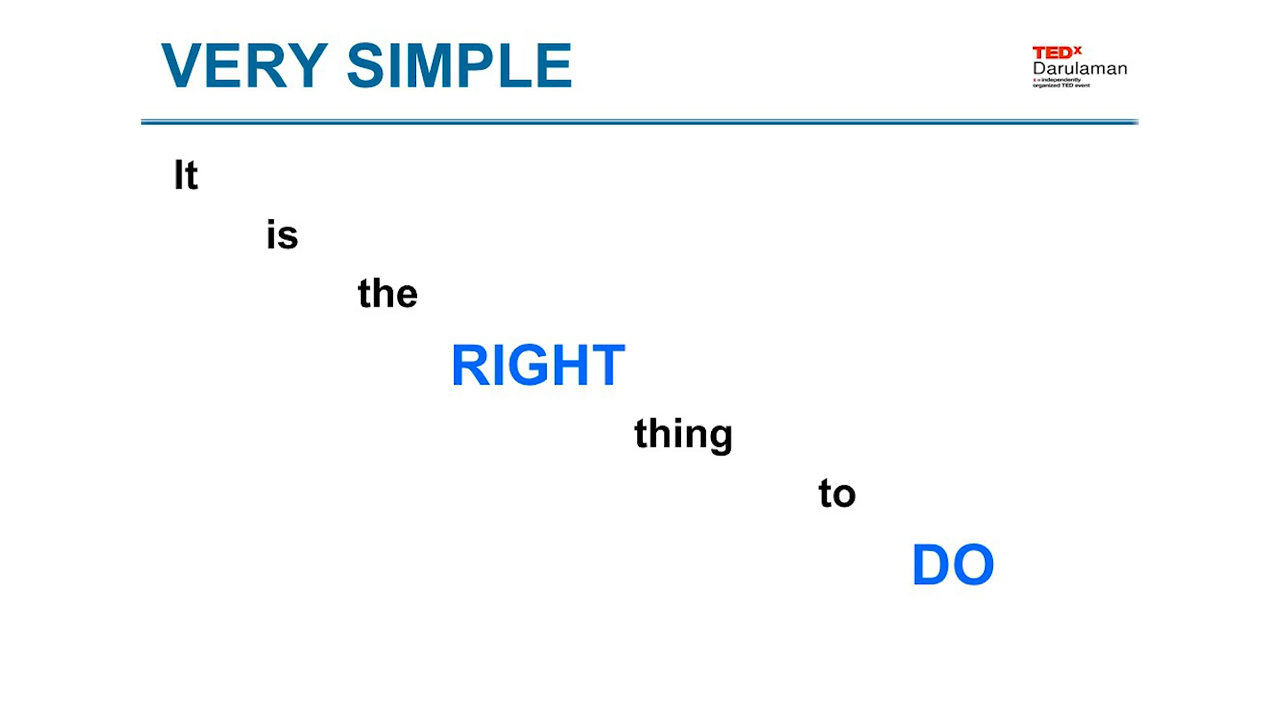 VERY SIMPLE
TEDx
Darulaman
x = independently
organized TED event
It
is
the
RIGHT
thing
to
DO